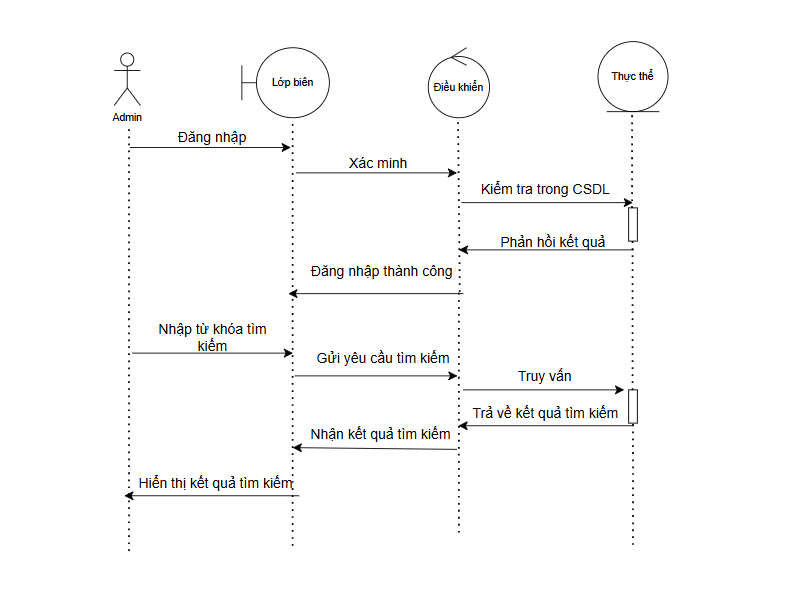 Lớp biên
Điều khiển
Thực thể
Admin
Đăng nhập
Xác minh
Kiểm tra trong CSDL
Phản hồi kết quả
Đăng nhập thành công
Nhập từ khóa tìm
kiếm
Gửi yêu cầu tìm kiếm
Truy vấn
Trả về kết quả tìm kiếm
Nhận kết quả tìm kiếm
Hiển thị kết quả tìm kiếm